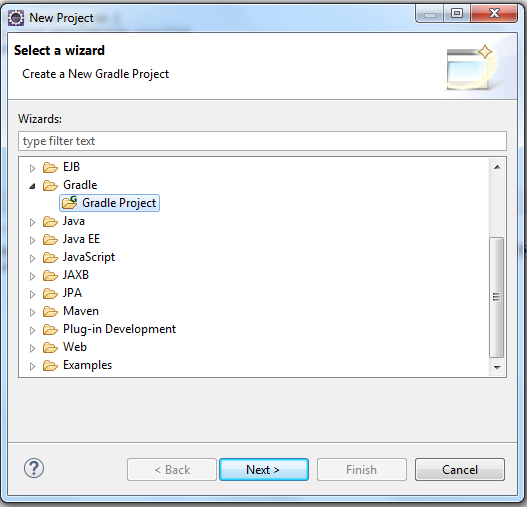 New Project
Select a wizard
Create a New Gradle Project
Wizards:
type filter text
EJB
Gradle
Gradle Project
Java
Java EE
JavaScript
JAXB
JPA
Maven
Plug-in Development
Web
Examples
?
< Back
Next >
Finish
Cancel